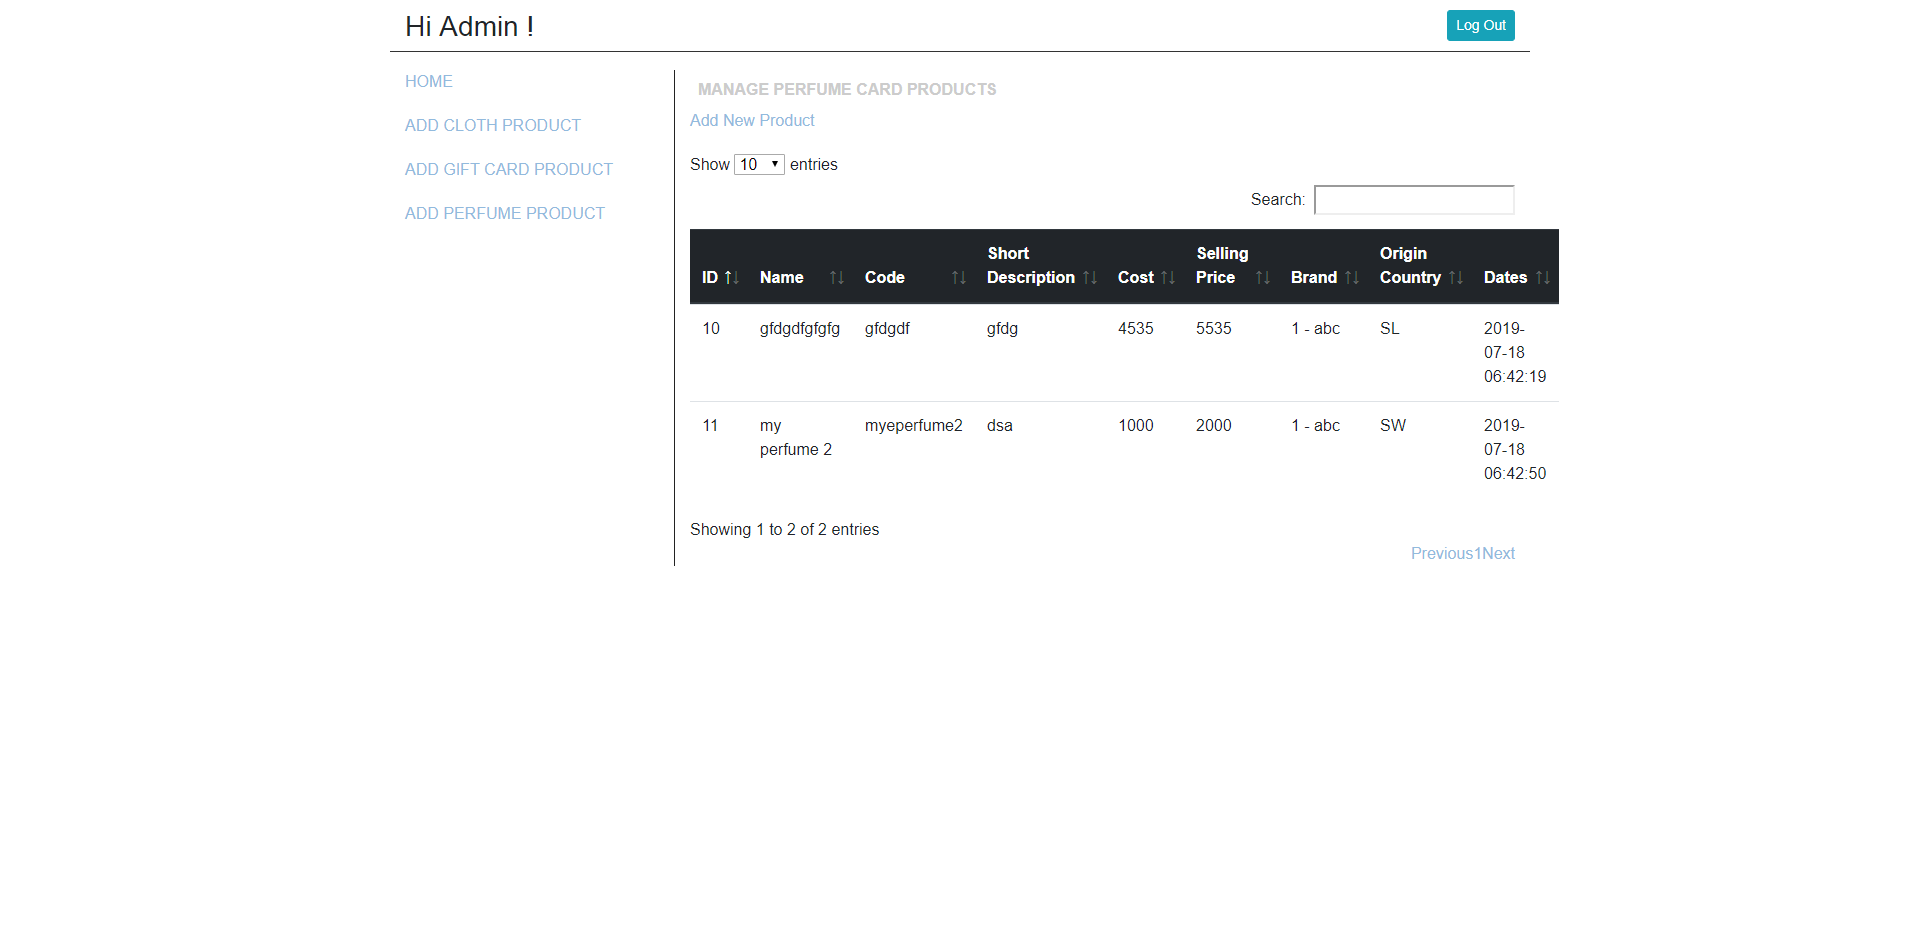 Hi Admin !
Log Out
HOME
ADD CLOTH PRODUCT
ADD GIFT CARD PRODUCT
ADD PERFUME PRODUCT
MANAGE PERFUME CARD PRODUCTS
Add New Product
Show 10 entries
Search:
ID Name Code Short Description Cost Selling Price Brand Origin Country Dates
10 gfdgdfgfgfg gfdgdf gfdg 4535 5535 1 - abc SL 2019-07-18 06:42:19
11 my perfume 2 myeperfume2 dsa 1000 2000 1 - abc SW 2019-07-18 06:42:50
Showing 1 to 2 of 2 entries
Previous1Next